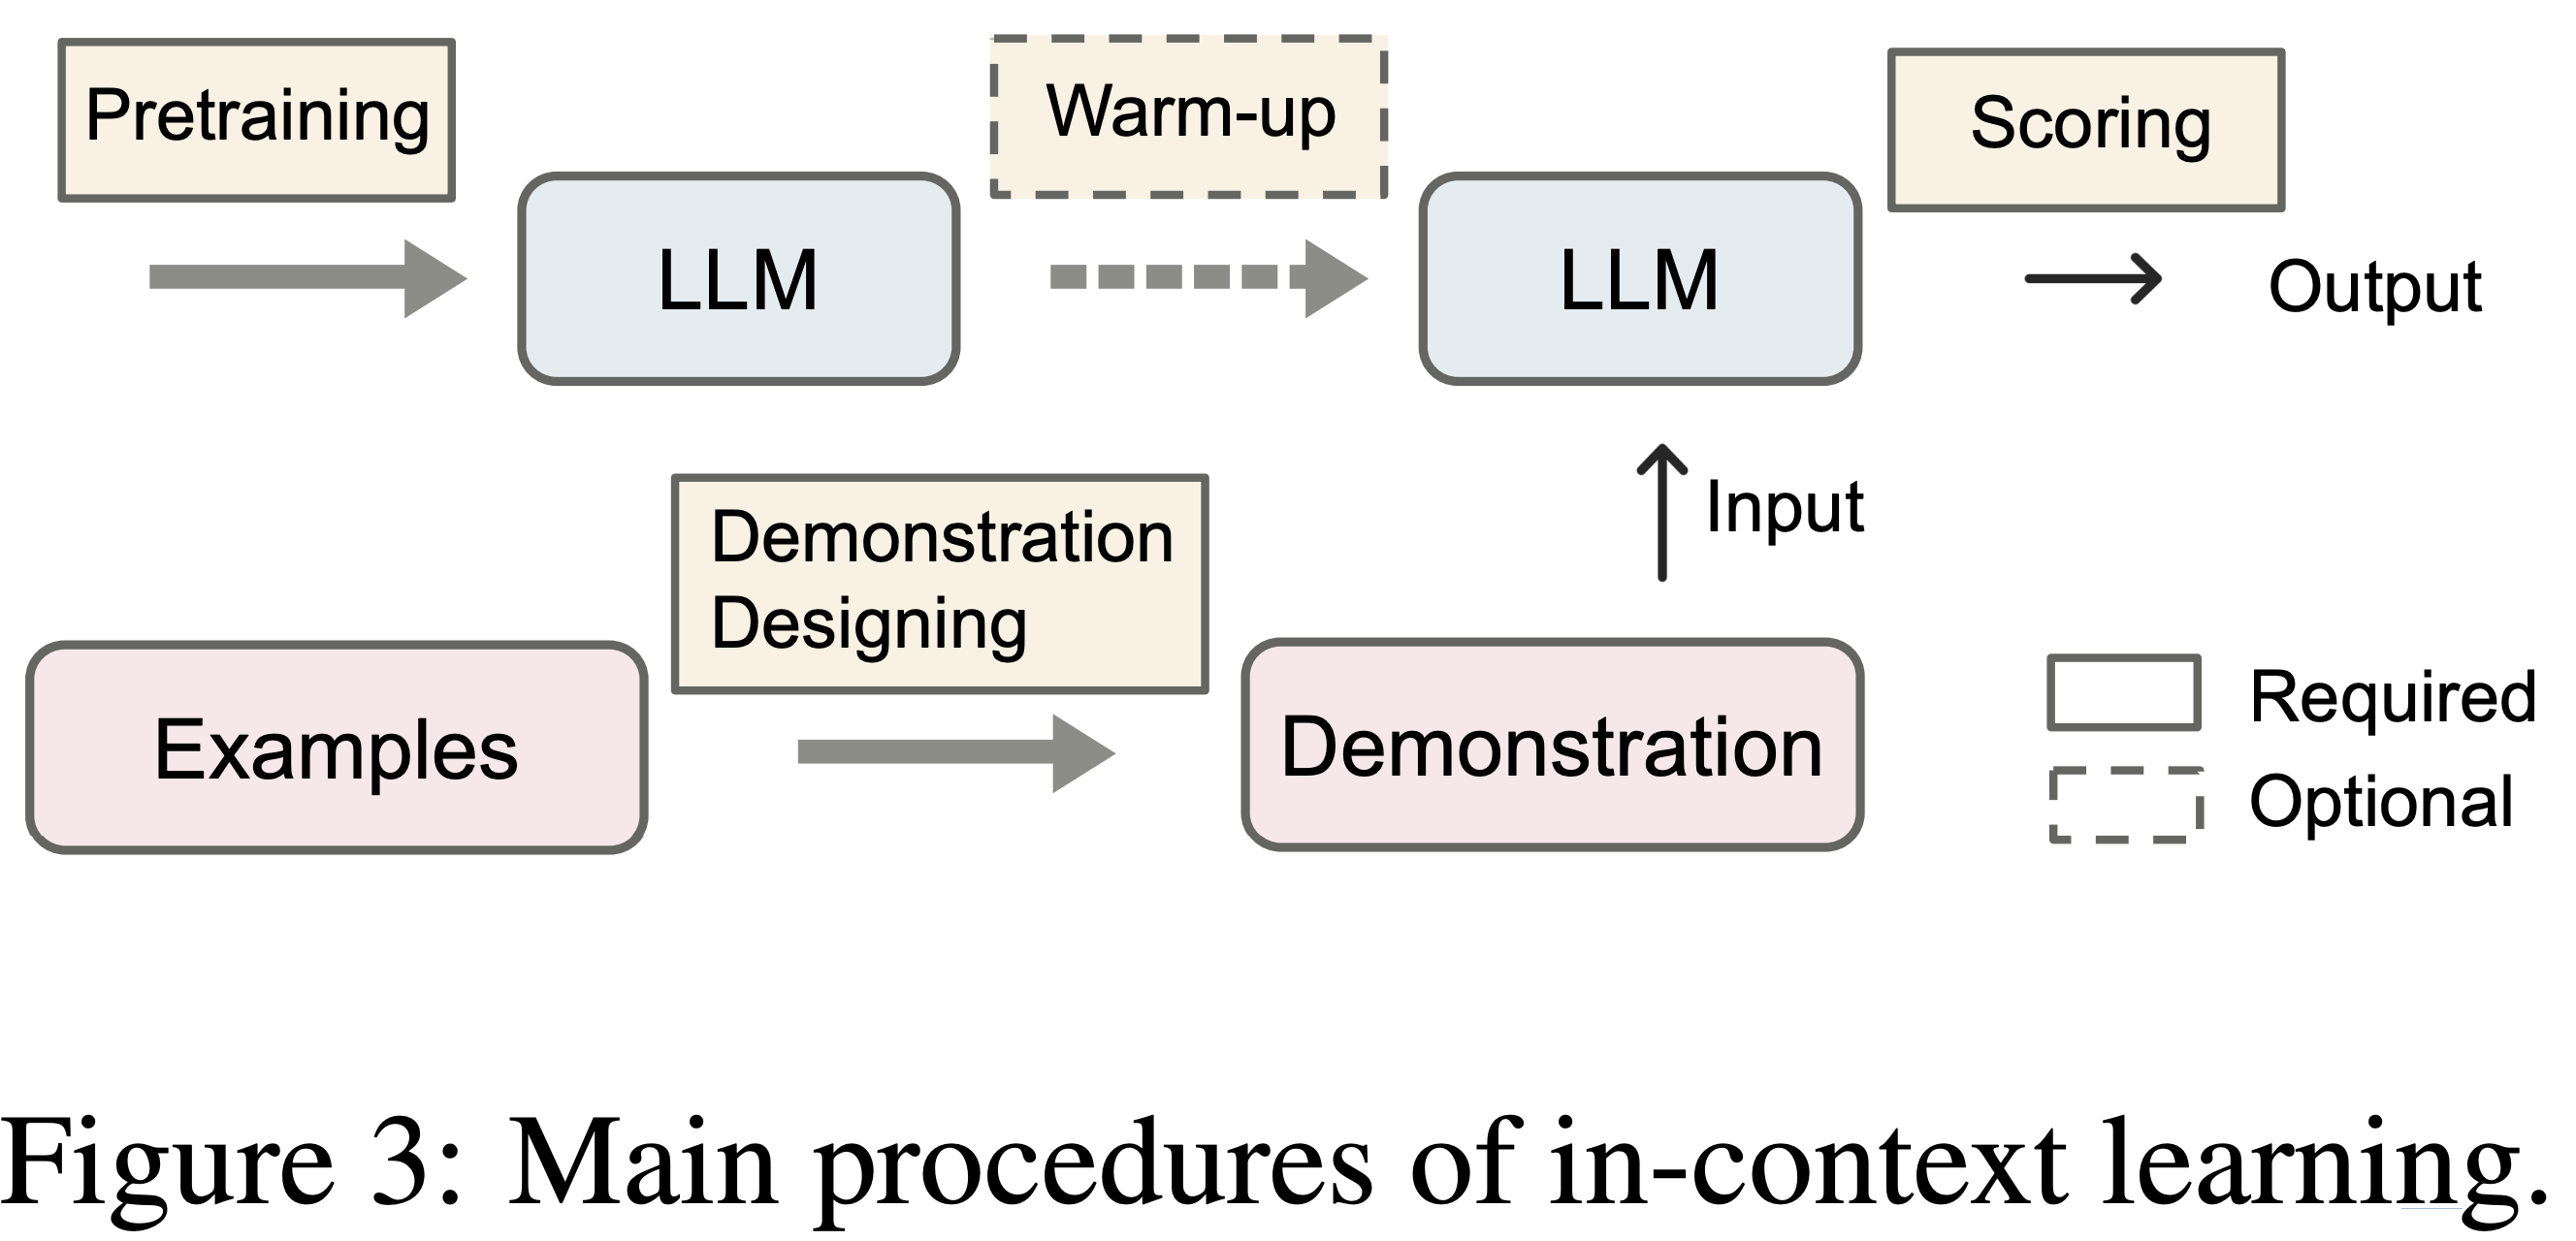 Pretraining
Warm-up
Scoring
LLM
LLM
Output
Demonstration
Designing
Input
Examples
Demonstration
Required
Optional
Figure 3: Main procedures of in-context learning.